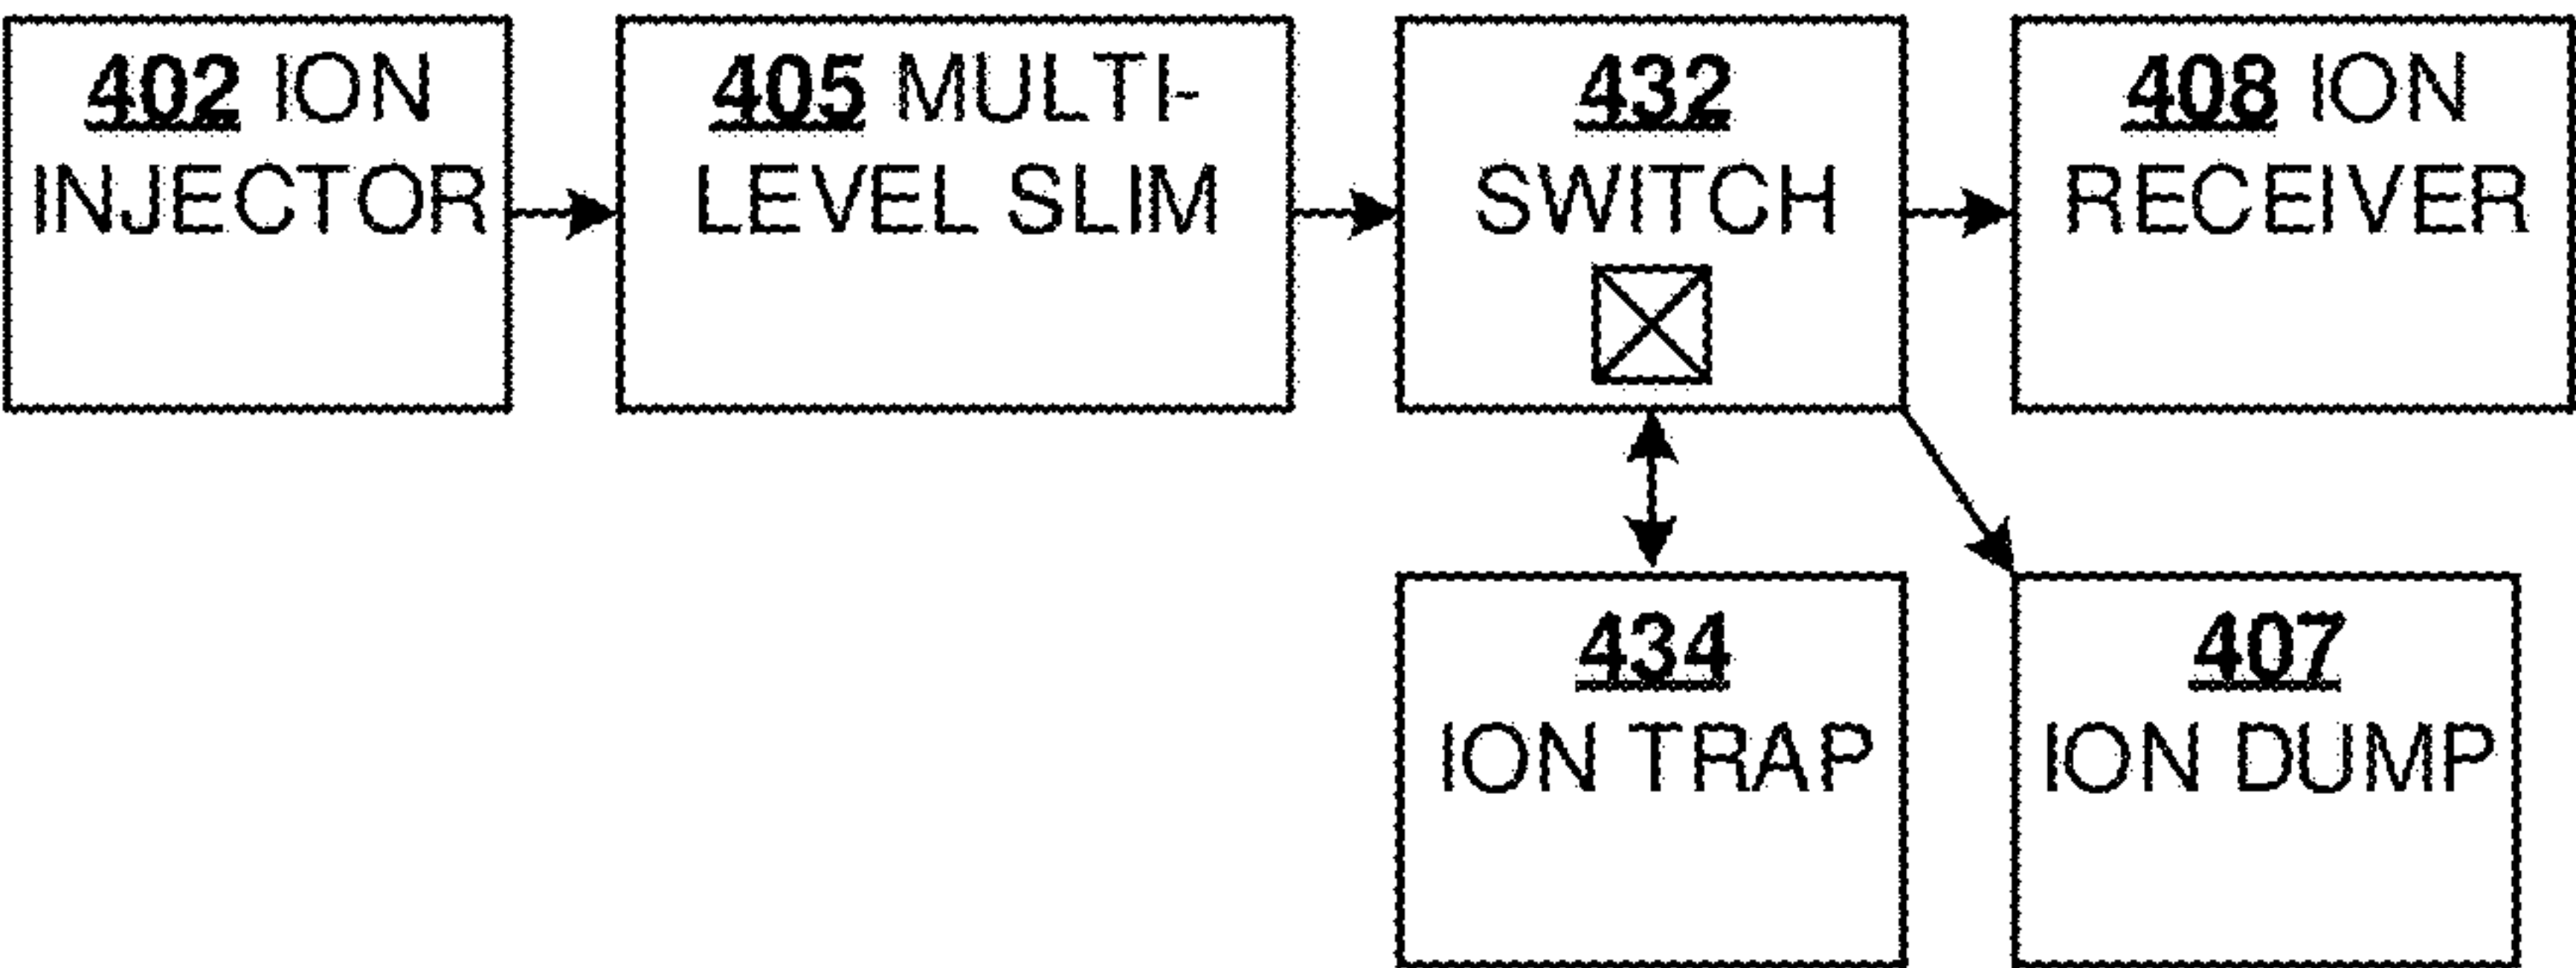 402 ION
INJECTOR
405 MULTI-
LEVEL SLIM
432
SWITCH
408 ION
RECEIVER
434
ION TRAP
407
ION DUMP